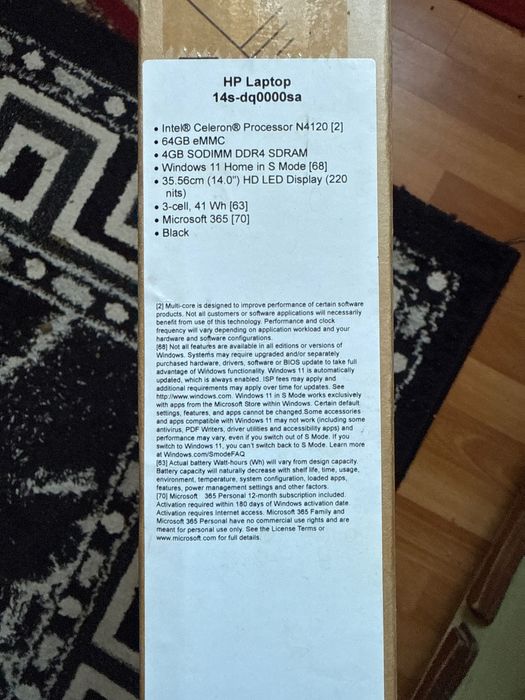 HP Laptop
14s-dq0000sa
• Intel® Celeron® Processor N4120 [2]
• 64GB eMMC
• 4GB SODIMM DDR4 SDRAM
• Windows 11 Home in S Mode [68]
• 35.56cm (14.0") HD LED Display (220
nits)
• 3-cell, 41 Wh [63]
• Microsoft 365 [70]
• Black
[2] Multi-core is designed to improve performance of certain software
products. Not all customers or software applications will necessarily
benefit from use of this technology. Performance and clock
frequency will vary depending on application workload and your
hardware and software configurations.
[68] Not all features are available in all editions or versions of
Windows. Systems may require upgraded and/or separately
purchased hardware, drivers, software or BIOS update to take full
advantage of Windows functionality. Windows 11 is automatically
updated, which is always enabled. ISP fees may apply and
additional requirements may apply over time for updates. See
http://www.windows.com. Windows 11 in S Mode works exclusively
with apps from the Microsoft Store within Windows. Certain default
settings, features, and apps cannot be changed.Some accessories
and apps compatible with Windows 11 may not work (including some
antivirus, PDF Writers, driver utilities and accessibility apps) and
performance may vary, even if you switch out of S Mode. If you
switch to Windows 11, you can't switch back to S Mode. Learn more
at Windows.com/SmodeFAQ
[63] Actual battery Watt-hours (Wh) will vary from design capacity.
Battery capacity will naturally decrease with shelf life, time, usage,
environment, temperature, system configuration, loaded apps,
features, power management settings and other factors.
[70] Microsoft 365 Personal 12-month subscription included.
Activation required within 180 days of Windows activation date.
Activation requires Internet access. Microsoft 365 Family and
Microsoft 365 Personal have no commercial use rights and are
meant for personal use only. See the License Terms or
www.microsoft.com for full details.